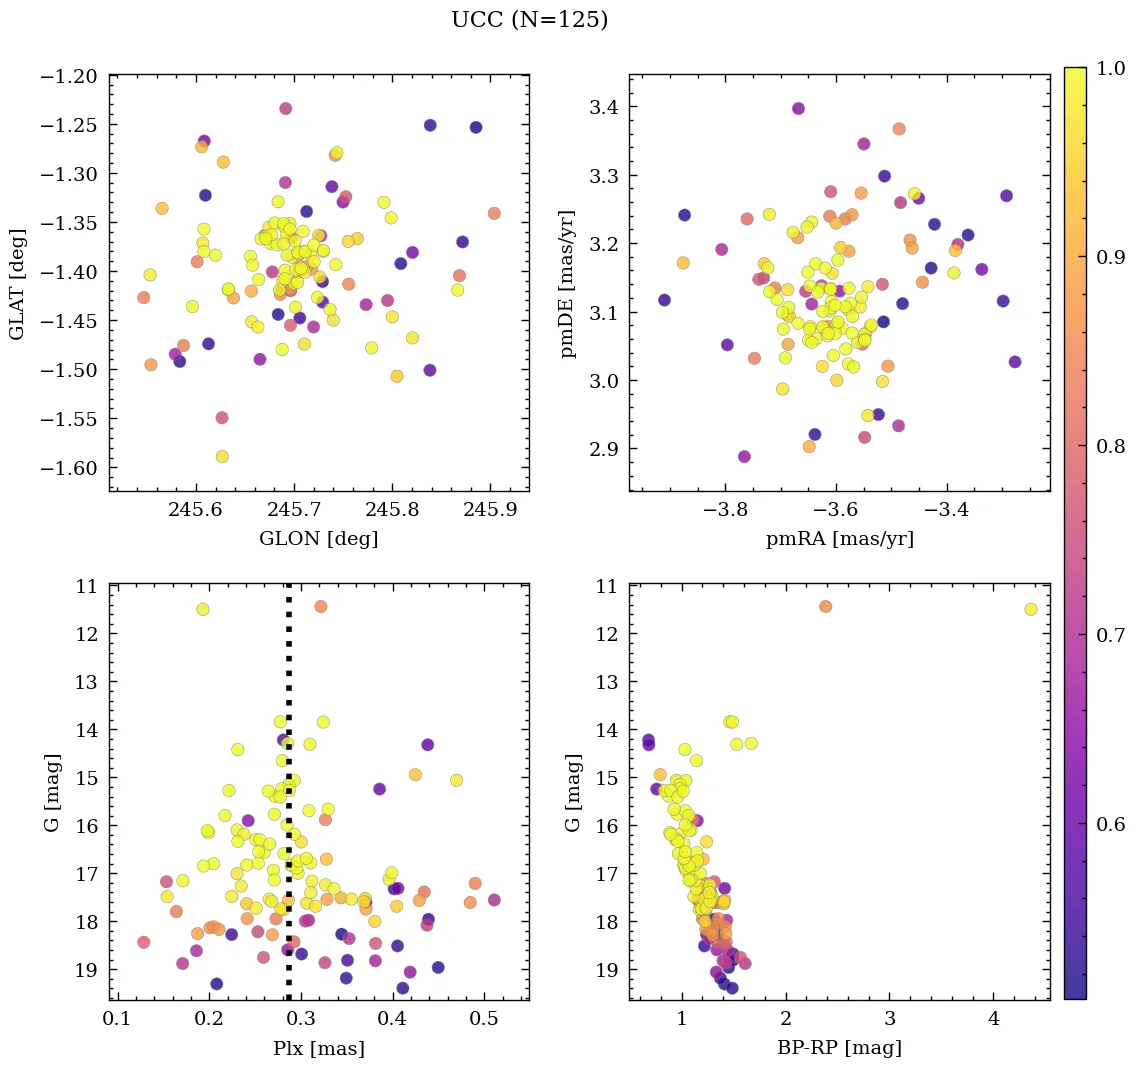 UCC (N=125)
−1.20
−1.25
−1.30
−1.35
−1.40
−1.45
−1.50
−1.55
−1.60
GLAT [deg]
245.6 245.7 245.8 245.9
GLON [deg]
3.4
3.3
3.2
3.1
3.0
2.9
pmDE [mas/yr]
−3.8 −3.6 −3.4
pmRA [mas/yr]
1.0
0.9
0.8
0.7
0.6
11
12
13
14
15
16
17
18
19
G [mag]
0.1 0.2 0.3 0.4 0.5
Plx [mas]
11
12
13
14
15
16
17
18
19
G [mag]
1 2 3 4
BP-RP [mag]